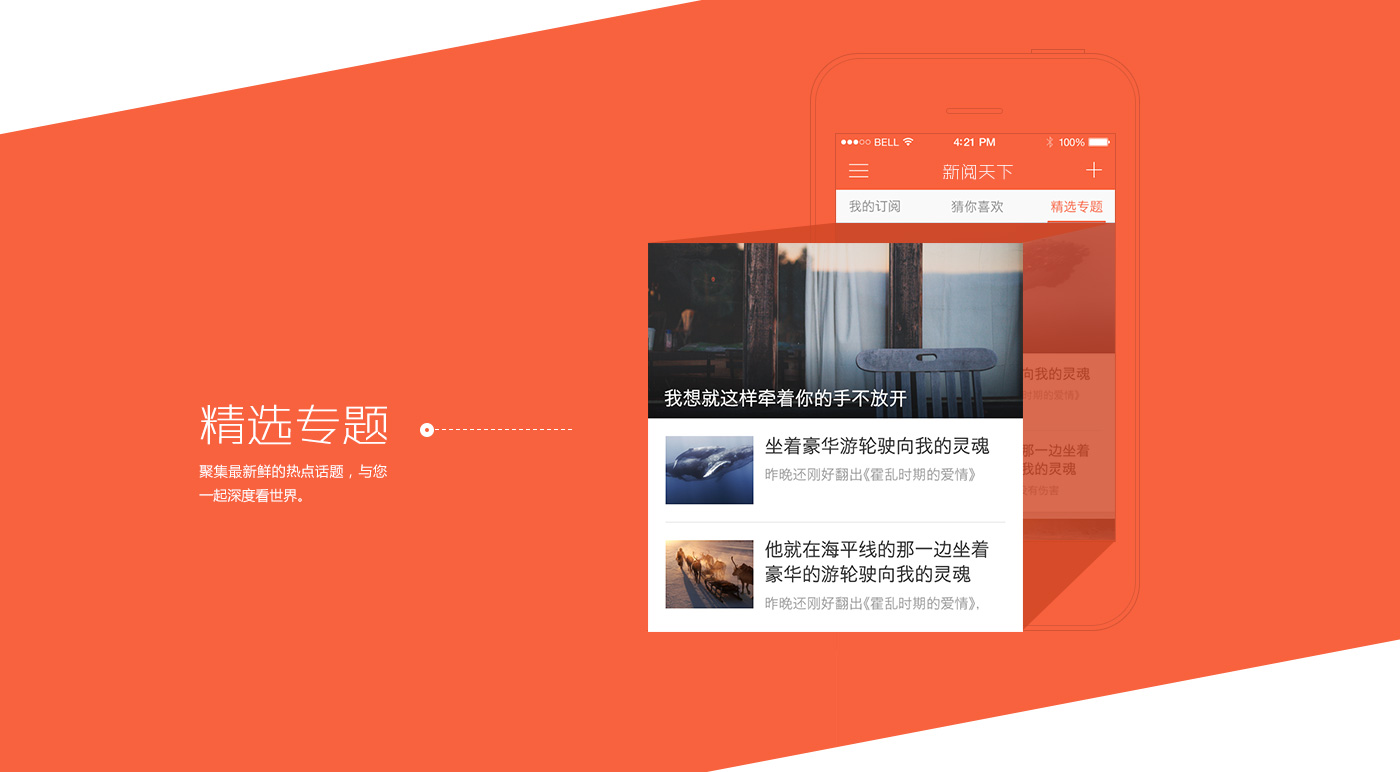 BELL
4:21 PM
100%
新阅天下
我的订阅
猜你喜欢
精选专题
我想就这样牵着你的手不放开
向我的灵魂
时期的爱情》
坐着豪华游轮驶向我的灵魂
昨晚还刚好翻出《霍乱时期的爱情》
那一边坐着
我的灵魂
没有伤害
他就在海平线的那一边坐着
豪华的游轮驶向我的灵魂
昨晚还刚好翻出《霍乱时期的爱情》,
精选专题
聚集最新鲜的热点话题，与您
一起深度看世界。